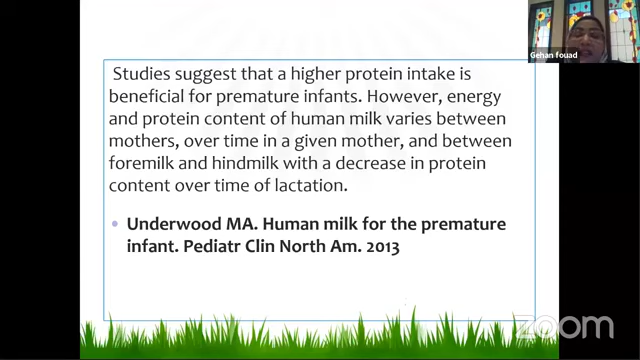 Gehan fouad
Studies suggest that a higher protein intake is
beneficial for premature infants. However, energy
and protein content of human milk varies between
mothers, over time in a given mother, and between
foremilk and hindmilk with a decrease in protein
content over time of lactation.
• Underwood MA. Human milk for the premature
infant. Pediatr Clin North Am. 2013
zoom